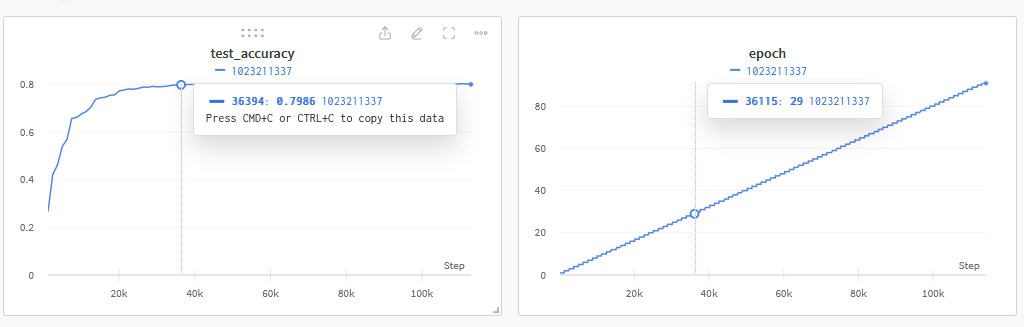 test_accuracy
1023211337
0.8
0.6
0.4
0.2
0
36394: 0.7986 1023211337
Press CMD+C or CTRL+C to copy this data
Step
20k
40k
60k
80k
100k
epoch
1023211337
80
60
40
20
0
36115: 29 1023211337
Step
20k
40k
60k
80k
100k